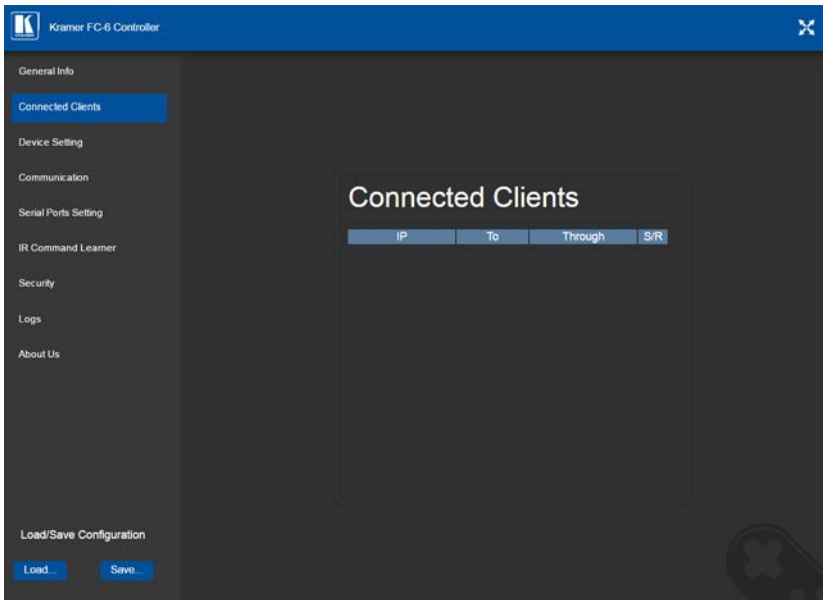 Kramer FC-6 Controller
General Info
Connected Clients
Device Setting
Communication
Serial Ports Setting
IR Command Learner
Security
Logs
About Us
Connected Clients
IP To Through S/R
Load/Save Configuration
Load... Save...